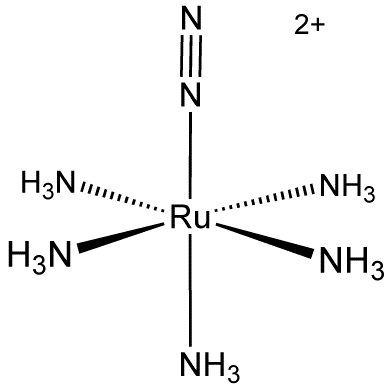 N 2+
N
H₃N NH₃
Ru
H₃N NH₃
NH₃